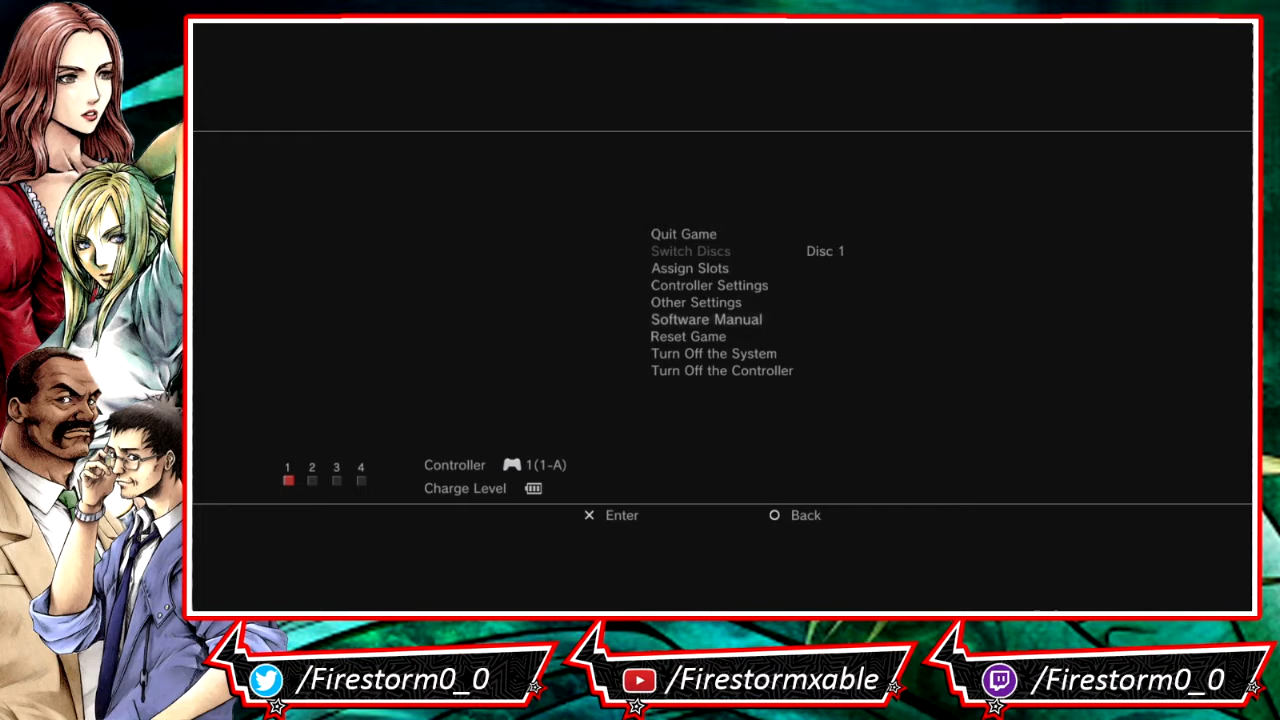 Quit Game
Switch Discs Disc 1
Assign Slots
Controller Settings
Other Settings
Software Manual
Reset Game
Turn Off the System
Turn Off the Controller
1 2 3 4
Controller 1(1-A)
Charge Level
X Enter O Back
/Firestorm0_0 /Firestormxable /Firestorm0_0